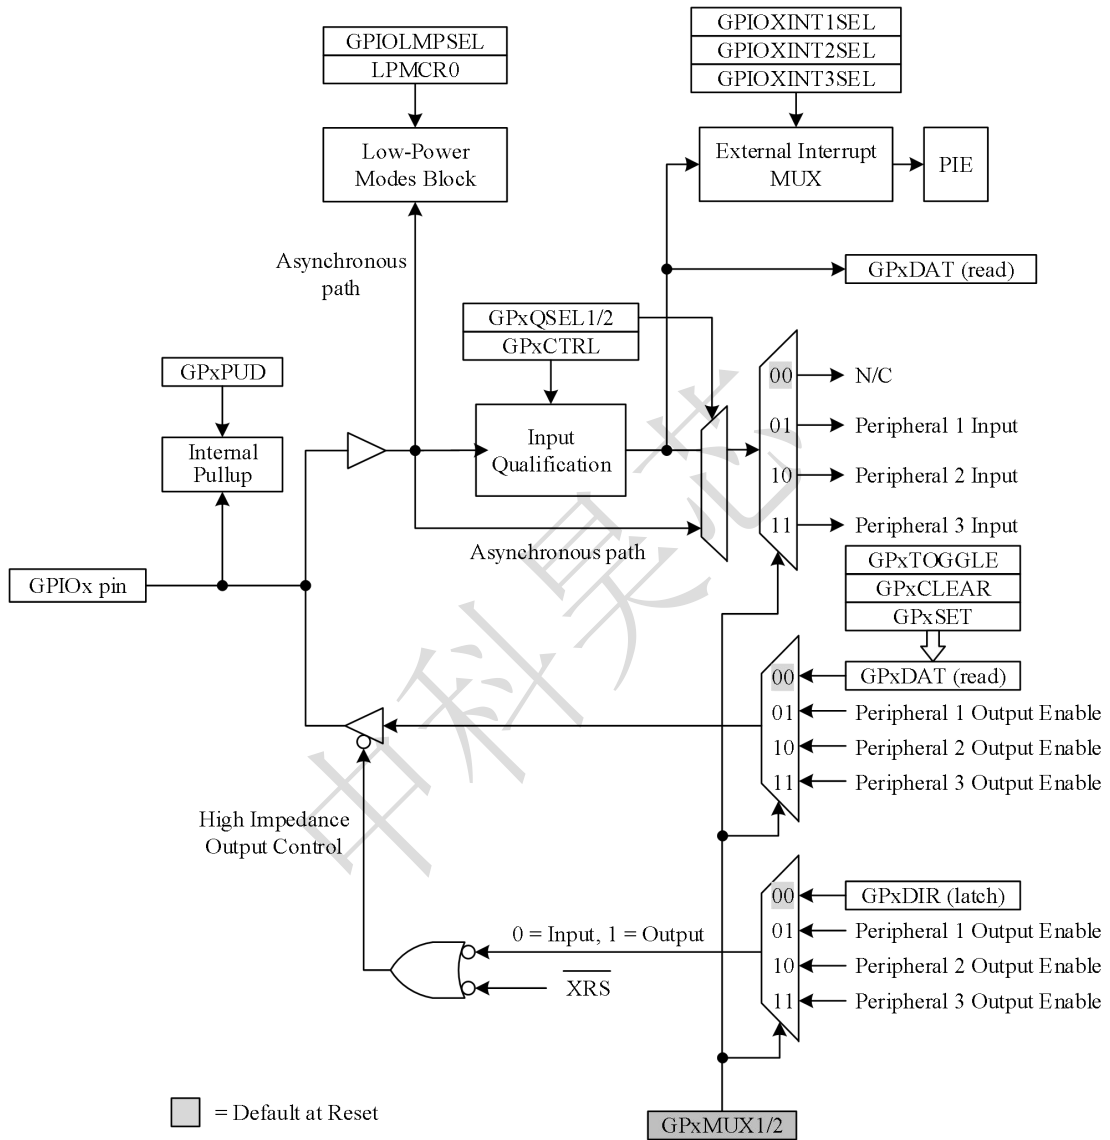 GPIOXINT1SEL
GPIOXINT2SEL
GPIOXINT3SEL
GPIOLMPSEL
LPMCR0
Low-Power
Modes Block
External Interrupt
MUX
PIE
Asynchronous
path
GPxDAT (read)
GPxQSEL1/2
GPxCTRL
GPxPUD
00
N/C
01
Peripheral 1 Input
Input
Qualification
Internal
Pullup
10
Peripheral 2 Input
11
Peripheral 3 Input
Asynchronous path
GPxTOGGLE
GPxCLEAR
GPxSET
GPIOx pin
00
GPxDAT (read)
01
Peripheral 1 Output Enable
10
Peripheral 2 Output Enable
11
Peripheral 3 Output Enable
High Impedance
Output Control
00
GPxDIR (latch)
01
Peripheral 1 Output Enable
10
Peripheral 2 Output Enable
11
Peripheral 3 Output Enable
0 = Input, 1 = Output
XRS
= Default at Reset
GPxMUX1/2
中科昊芯